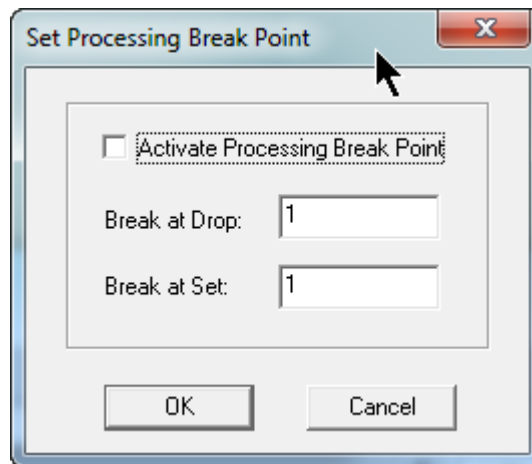 Set Processing Break Point
Activate Processing Break Point
Break at Drop: 1
Break at Set: 1
OK Cancel